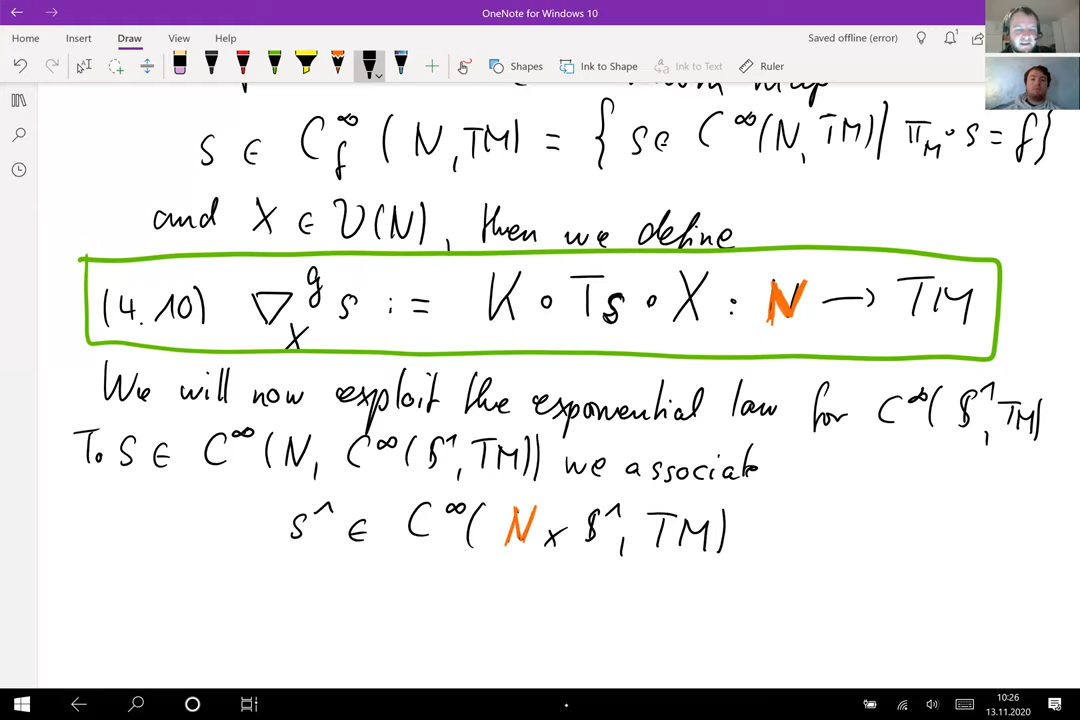 OneNote for Windows 10
Home Insert Draw View Help
Saved offline (error)
Shapes Ink to Shape Ink to Text Ruler
s ∈ C^∞_f (N, TM) = { s ∈ C^∞(N, TM) | π_M ∘ s = f }
and X ∈ 𝒱(N), then we define
(4.10) ∇^g_X s := K ∘ Ts ∘ X : N → TM
We will now exploit the exponential law for C^∞(S^1, TM)
To s ∈ C^∞(N, C^∞(S^1, TM)) we associate
s^∧ ∈ C^∞(N × S^1, TM)
10:26
13.11.2020